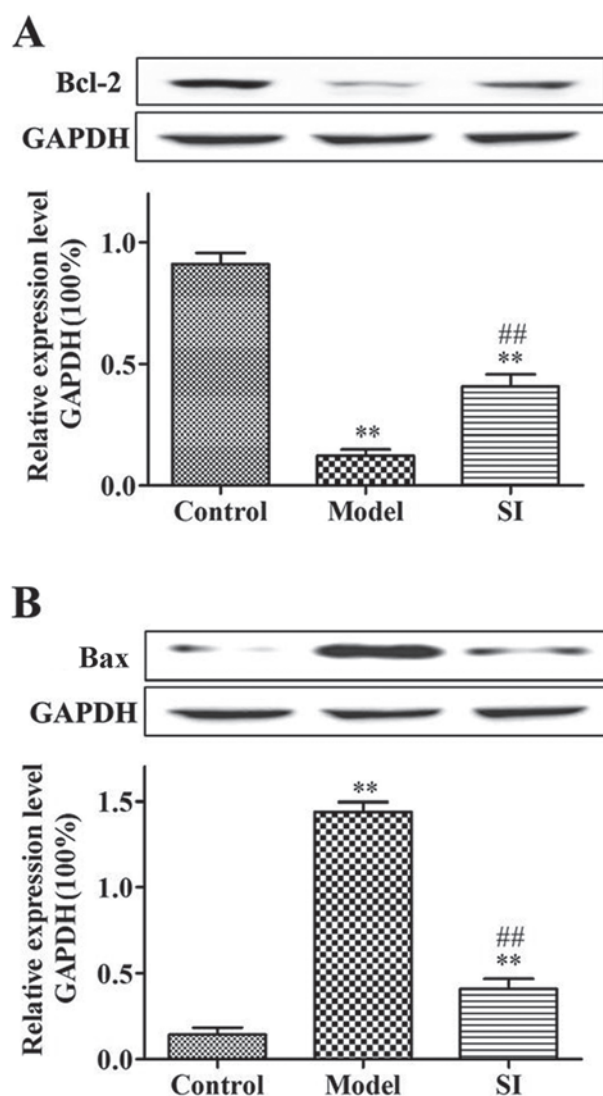 A
Bcl-2
GAPDH
Relative expression level
GAPDH (100%)
1.0
0.5
0.0
**
##
**
Control Model SI
B
Bax
GAPDH
Relative expression level
GAPDH (100%)
1.5
1.0
0.5
0.0
**
##
**
Control Model SI